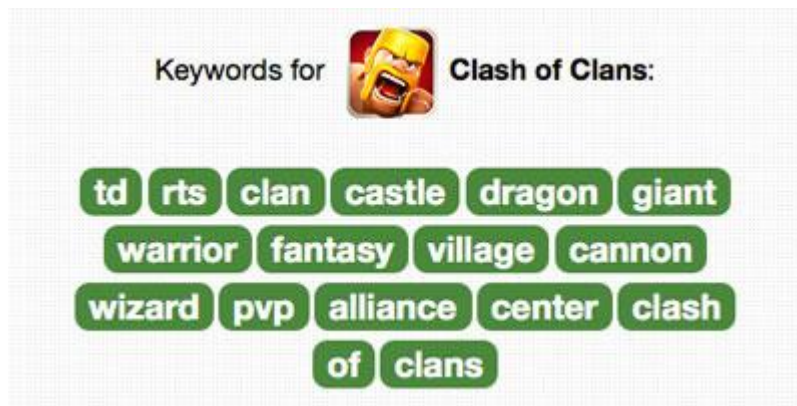 Keywords for Clash of Clans:
td rts clan castle dragon giant
warrior fantasy village cannon
wizard pvp alliance center clash
of clans